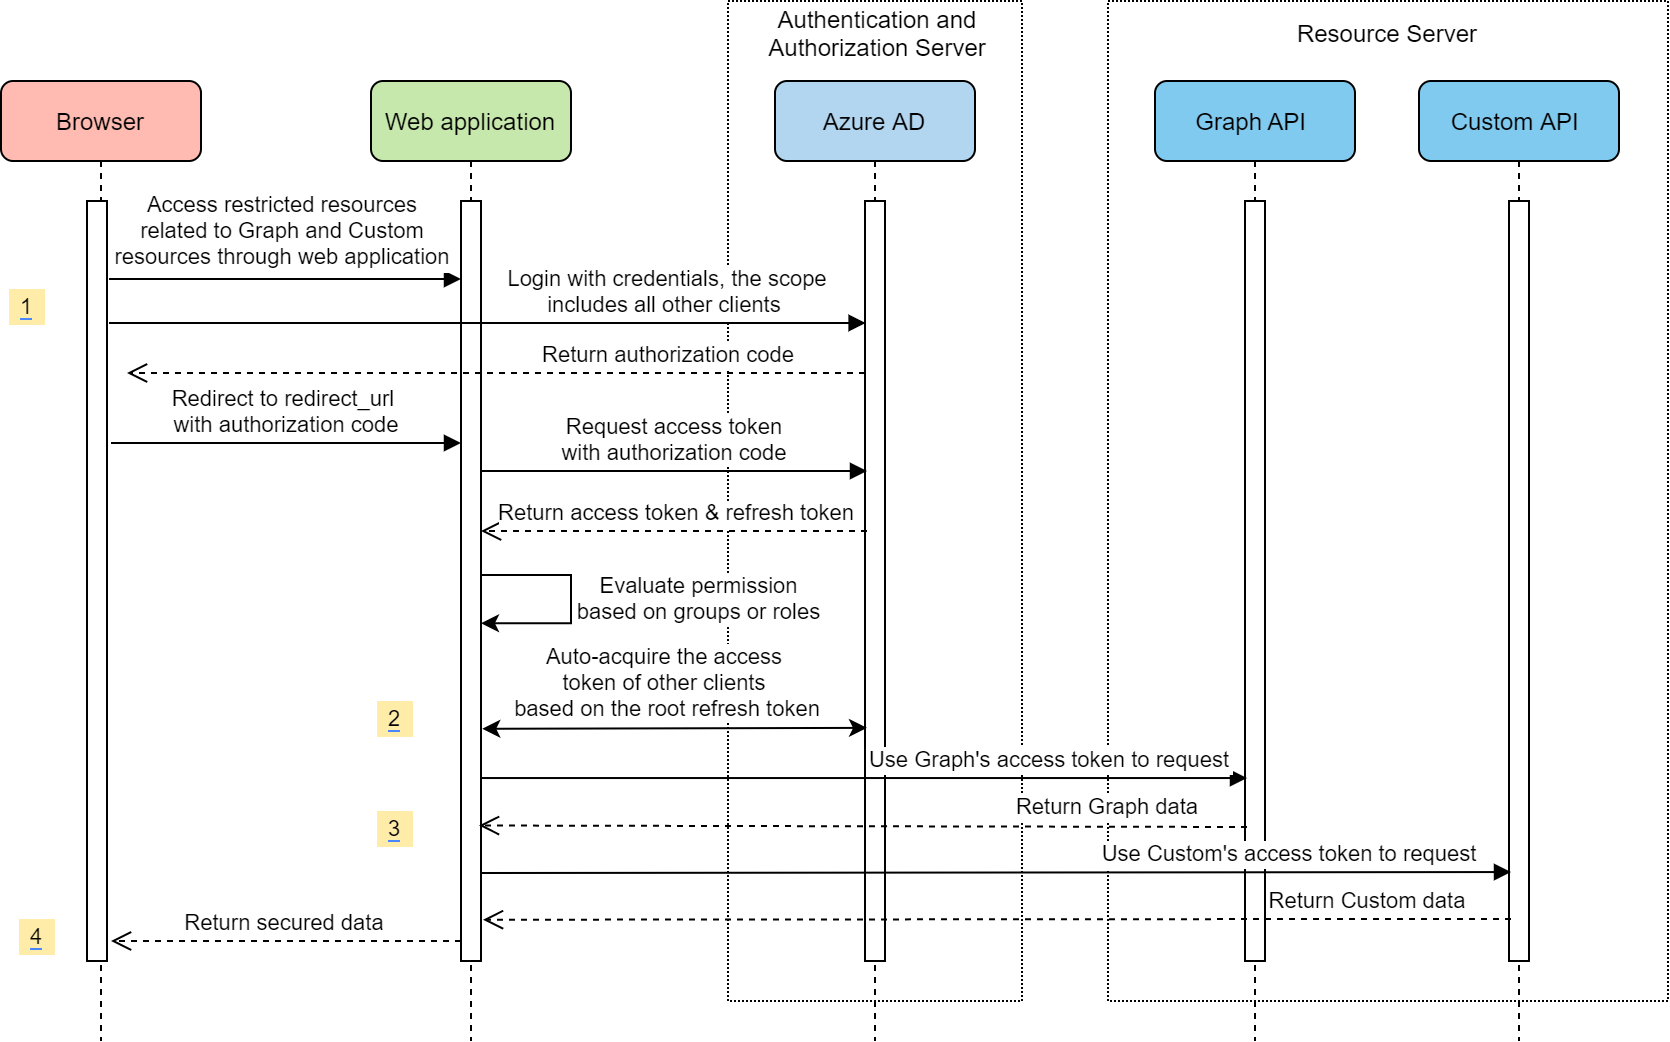 Authentication and
Authorization Server
Resource Server
Browser
Web application
Azure AD
Graph API
Custom API
Access restricted resources
related to Graph and Custom
resources through web application
1
Login with credentials, the scope
includes all other clients
Return authorization code
Redirect to redirect_url
with authorization code
Request access token
with authorization code
Return access token & refresh token
Evaluate permission
based on groups or roles
Auto-acquire the access
token of other clients
based on the root refresh token
2
Use Graph's access token to request
Return Graph data
3
Use Custom's access token to request
Return Custom data
Return secured data
4